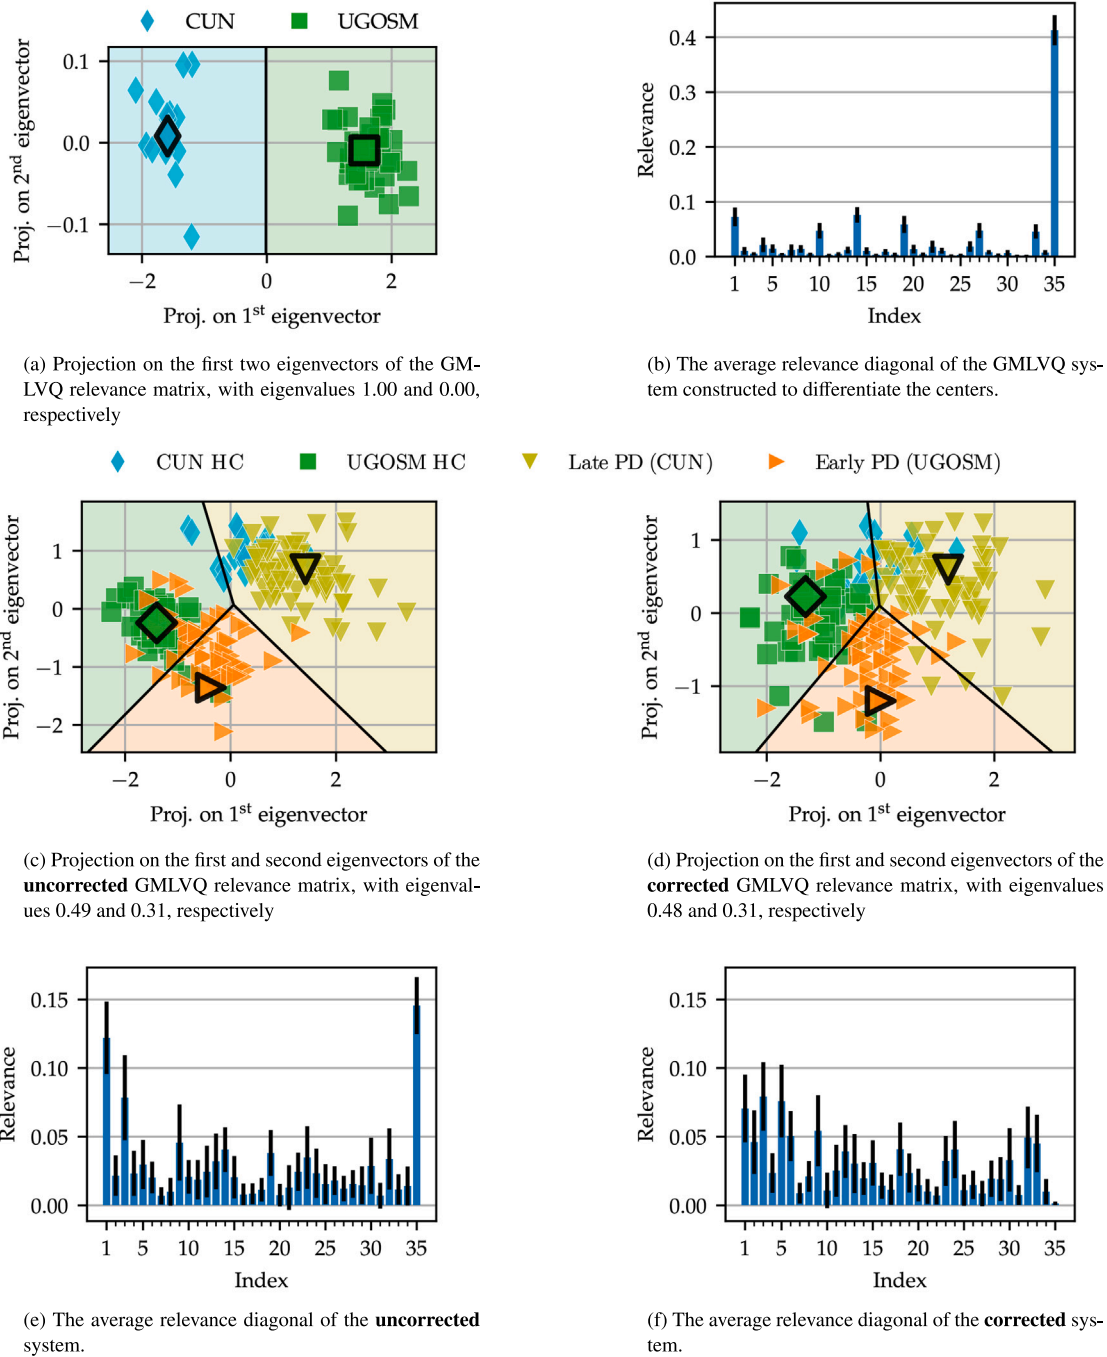 CUN UGOSM
Proj. on 2nd eigenvector
0.1
0.0
−0.1
−2 0 2
Proj. on 1st eigenvector
(a) Projection on the first two eigenvectors of the GM-
LVQ relevance matrix, with eigenvalues 1.00 and 0.00,
respectively
Relevance
0.4
0.3
0.2
0.1
0.0
1 5 10 15 20 25 30 35
Index
(b) The average relevance diagonal of the GMLVQ sys-
tem constructed to differentiate the centers.
CUN HC UGOSM HC Late PD (CUN) Early PD (UGOSM)
Proj. on 2nd eigenvector
1
0
−1
−2
−2 0 2
Proj. on 1st eigenvector
(c) Projection on the first and second eigenvectors of the
uncorrected GMLVQ relevance matrix, with eigenval-
ues 0.49 and 0.31, respectively
Proj. on 2nd eigenvector
1
0
−1
−2 0 2
Proj. on 1st eigenvector
(d) Projection on the first and second eigenvectors of the
corrected GMLVQ relevance matrix, with eigenvalues
0.48 and 0.31, respectively
Relevance
0.15
0.10
0.05
0.00
1 5 10 15 20 25 30 35
Index
(e) The average relevance diagonal of the uncorrected
system.
Relevance
0.15
0.10
0.05
0.00
1 5 10 15 20 25 30 35
Index
(f) The average relevance diagonal of the corrected sys-
tem.